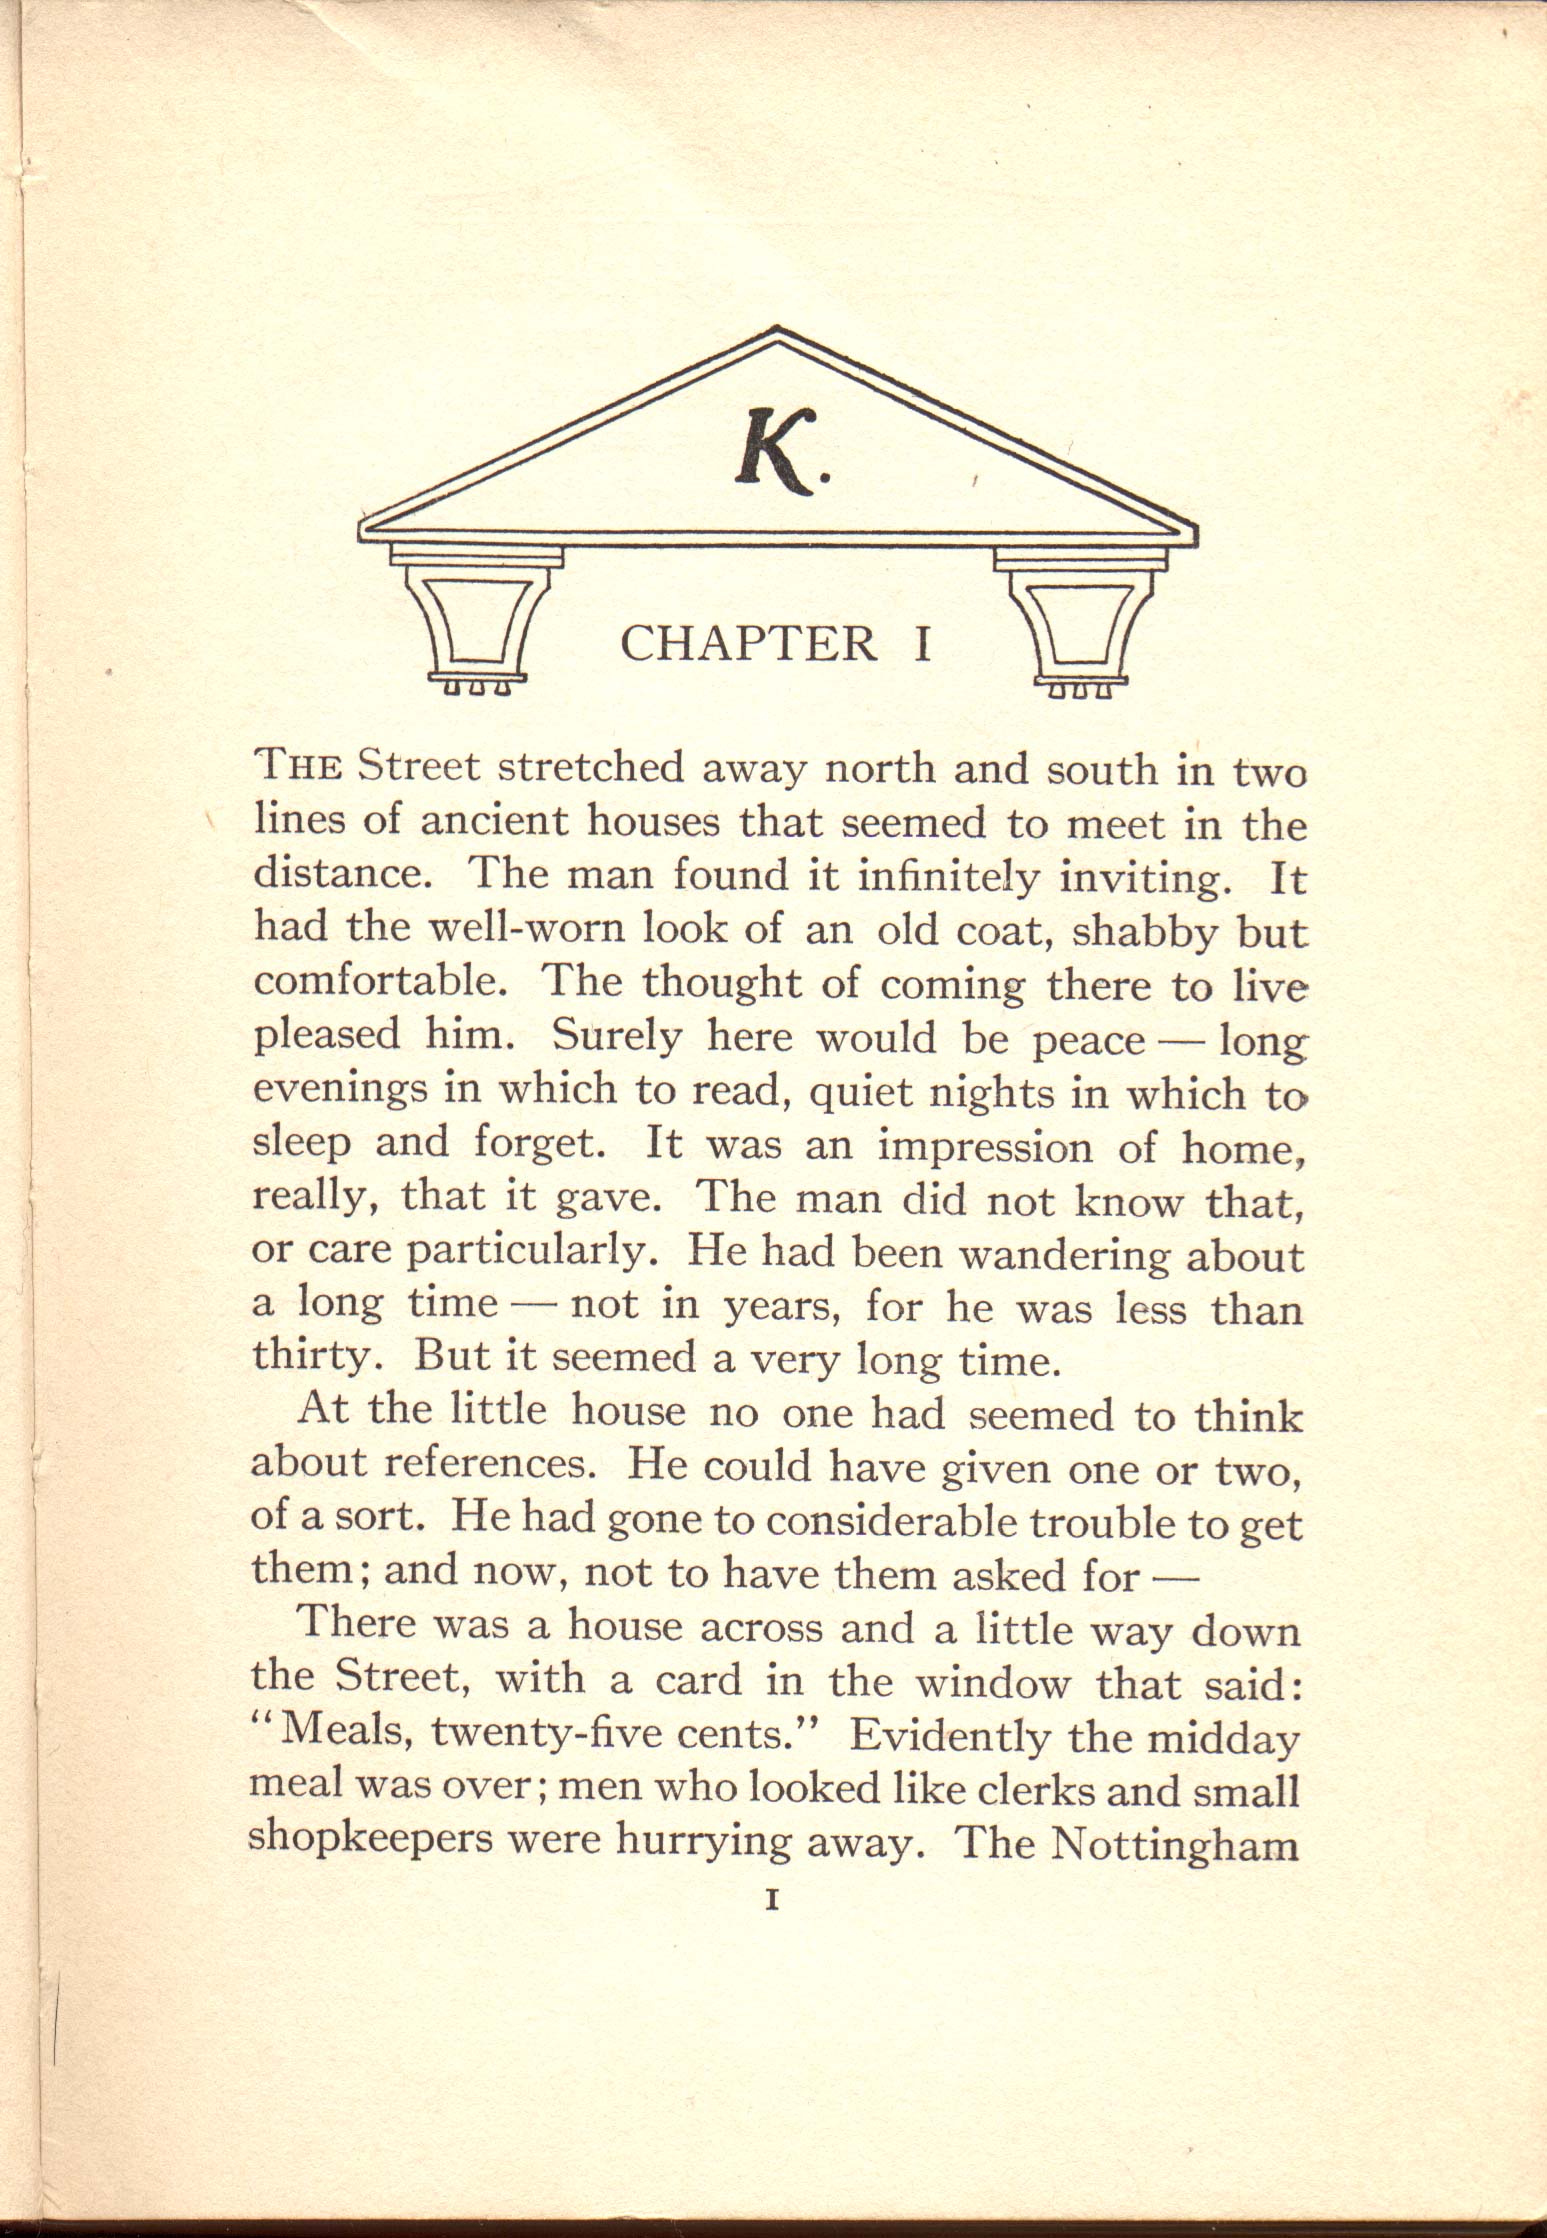 K.
CHAPTER I
THE Street stretched away north and south in two
lines of ancient houses that seemed to meet in the
distance. The man found it infinitely inviting. It
had the well-worn look of an old coat, shabby but
comfortable. The thought of coming there to live
pleased him. Surely here would be peace — long
evenings in which to read, quiet nights in which to
sleep and forget. It was an impression of home,
really, that it gave. The man did not know that,
or care particularly. He had been wandering about
a long time — not in years, for he was less than
thirty. But it seemed a very long time.
At the little house no one had seemed to think
about references. He could have given one or two,
of a sort. He had gone to considerable trouble to get
them; and now, not to have them asked for —
There was a house across and a little way down
the Street, with a card in the window that said:
“Meals, twenty-five cents.” Evidently the midday
meal was over; men who looked like clerks and small
shopkeepers were hurrying away. The Nottingham
1